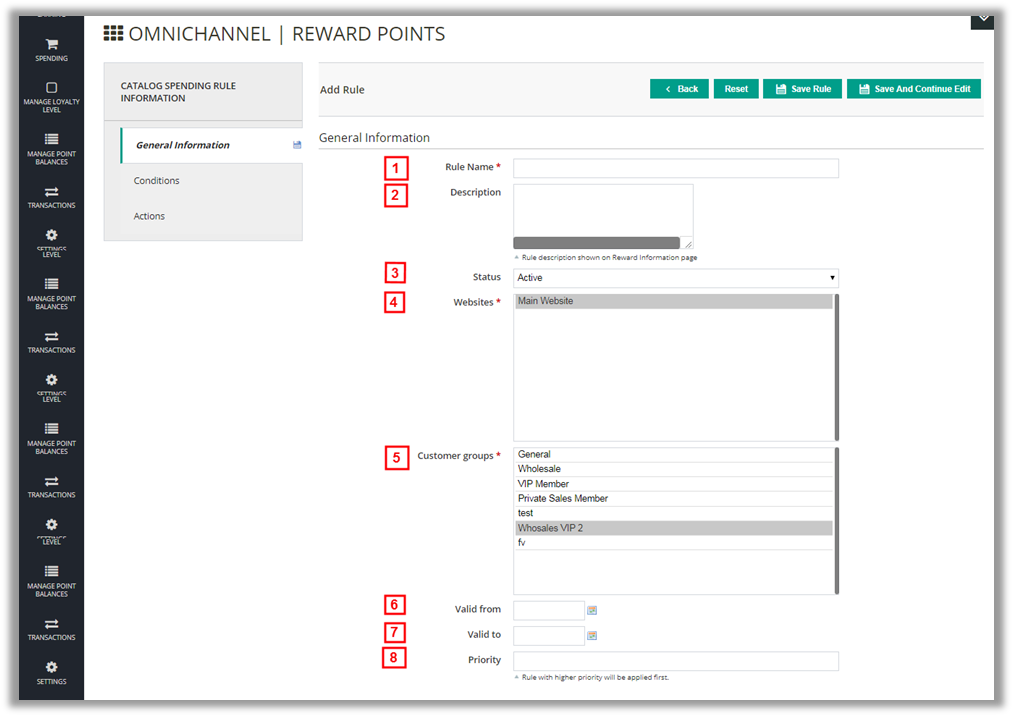 OMNICHANNEL | REWARD POINTS
SPENDING
MANAGE LOYALTY
LEVEL
MANAGE POINT
BALANCES
TRANSACTIONS
SETTINGS
LEVEL
MANAGE POINT
BALANCES
TRANSACTIONS
SETTINGS
LEVEL
MANAGE POINT
BALANCES
TRANSACTIONS
LEVEL
MANAGE POINT
BALANCES
TRANSACTIONS
SETTINGS
CATALOG SPENDING RULE
INFORMATION
General Information
Conditions
Actions
Add Rule
Back
Reset
Save Rule
Save And Continue Edit
General Information
1 Rule Name *
2 Description
Rule description shown on Reward Information page
3 Status Active
4 Websites * Main Website
5 Customer groups * General
Wholesale
VIP Member
Private Sales Member
test
Whosales VIP 2
fv
6 Valid from
7 Valid to
8 Priority
Rule with higher priority will be applied first.